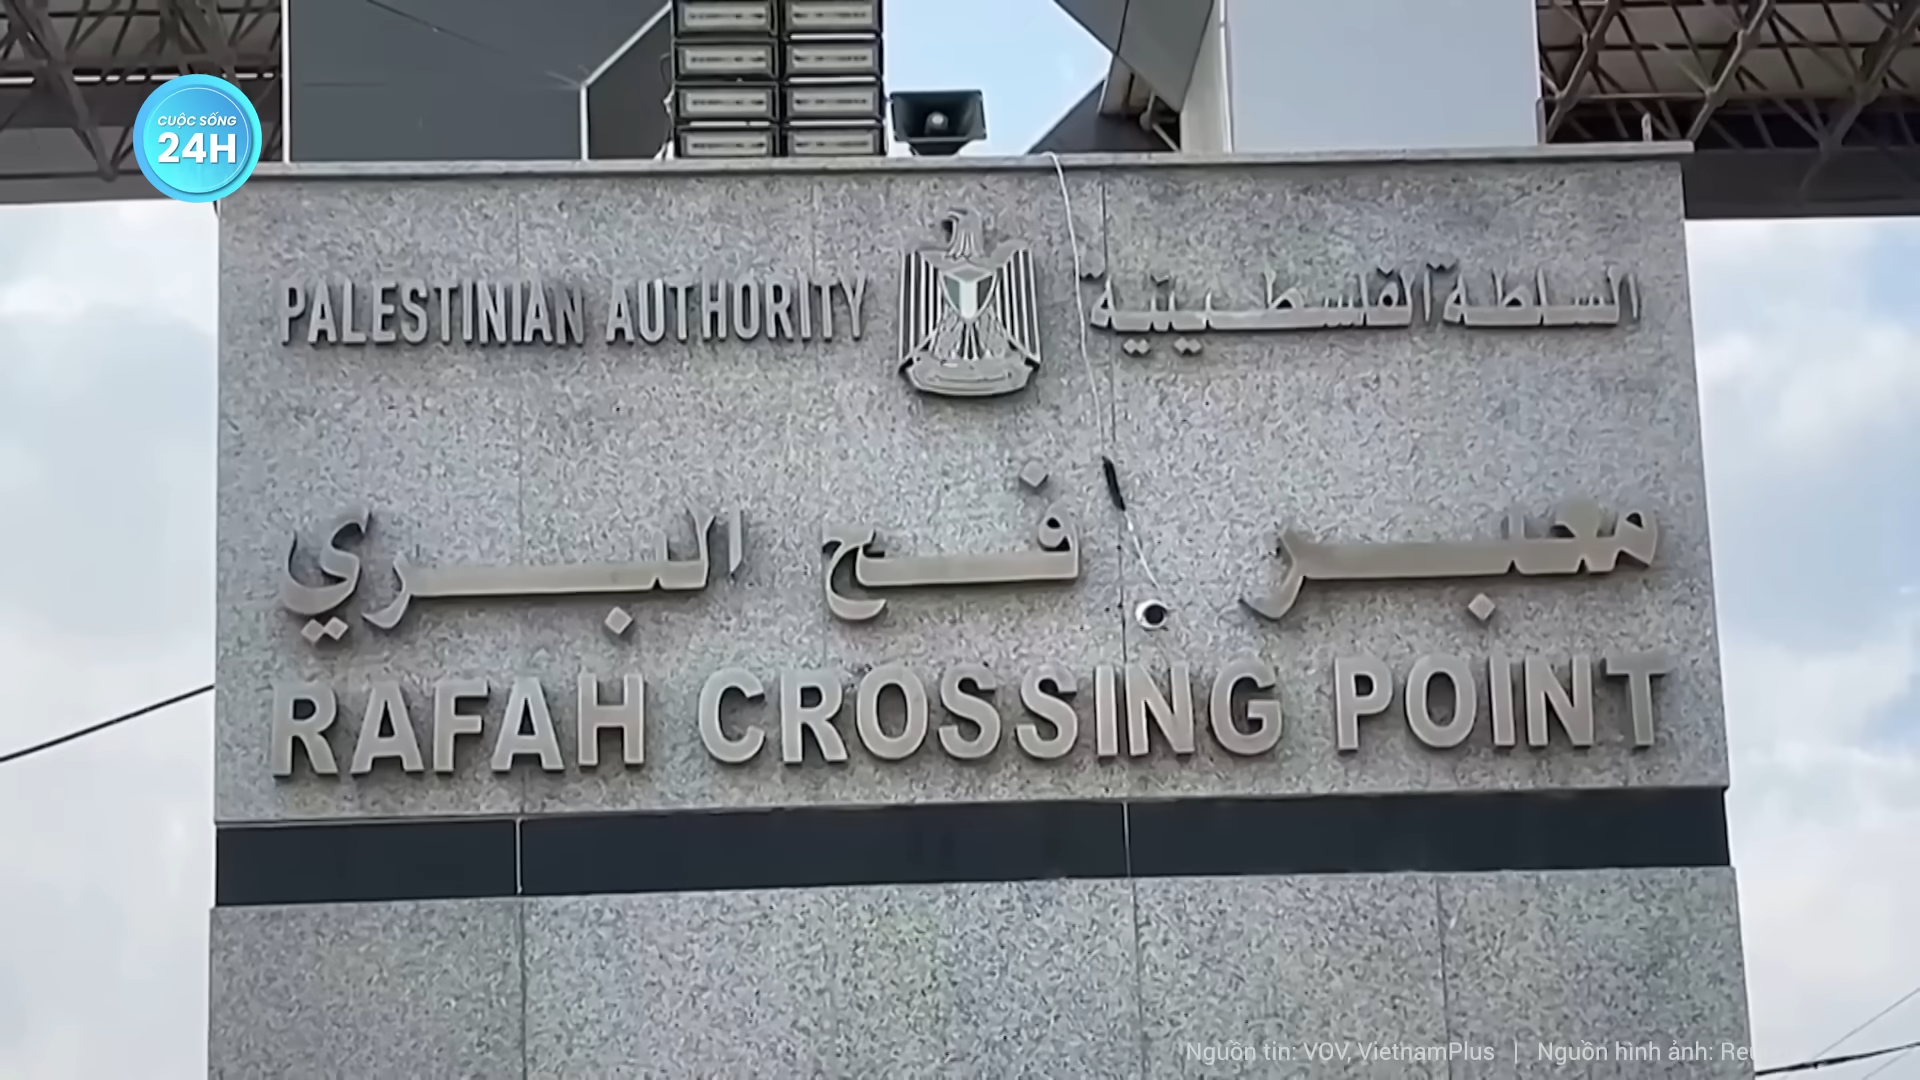 CUỘC SỐNG
24H
PALESTINIAN AUTHORITY السلطة الفلسطينية
معبر فح البري
RAFAH CROSSING POINT
Nguồn tin: VOV, VietnamPlus | Nguồn hình ảnh: